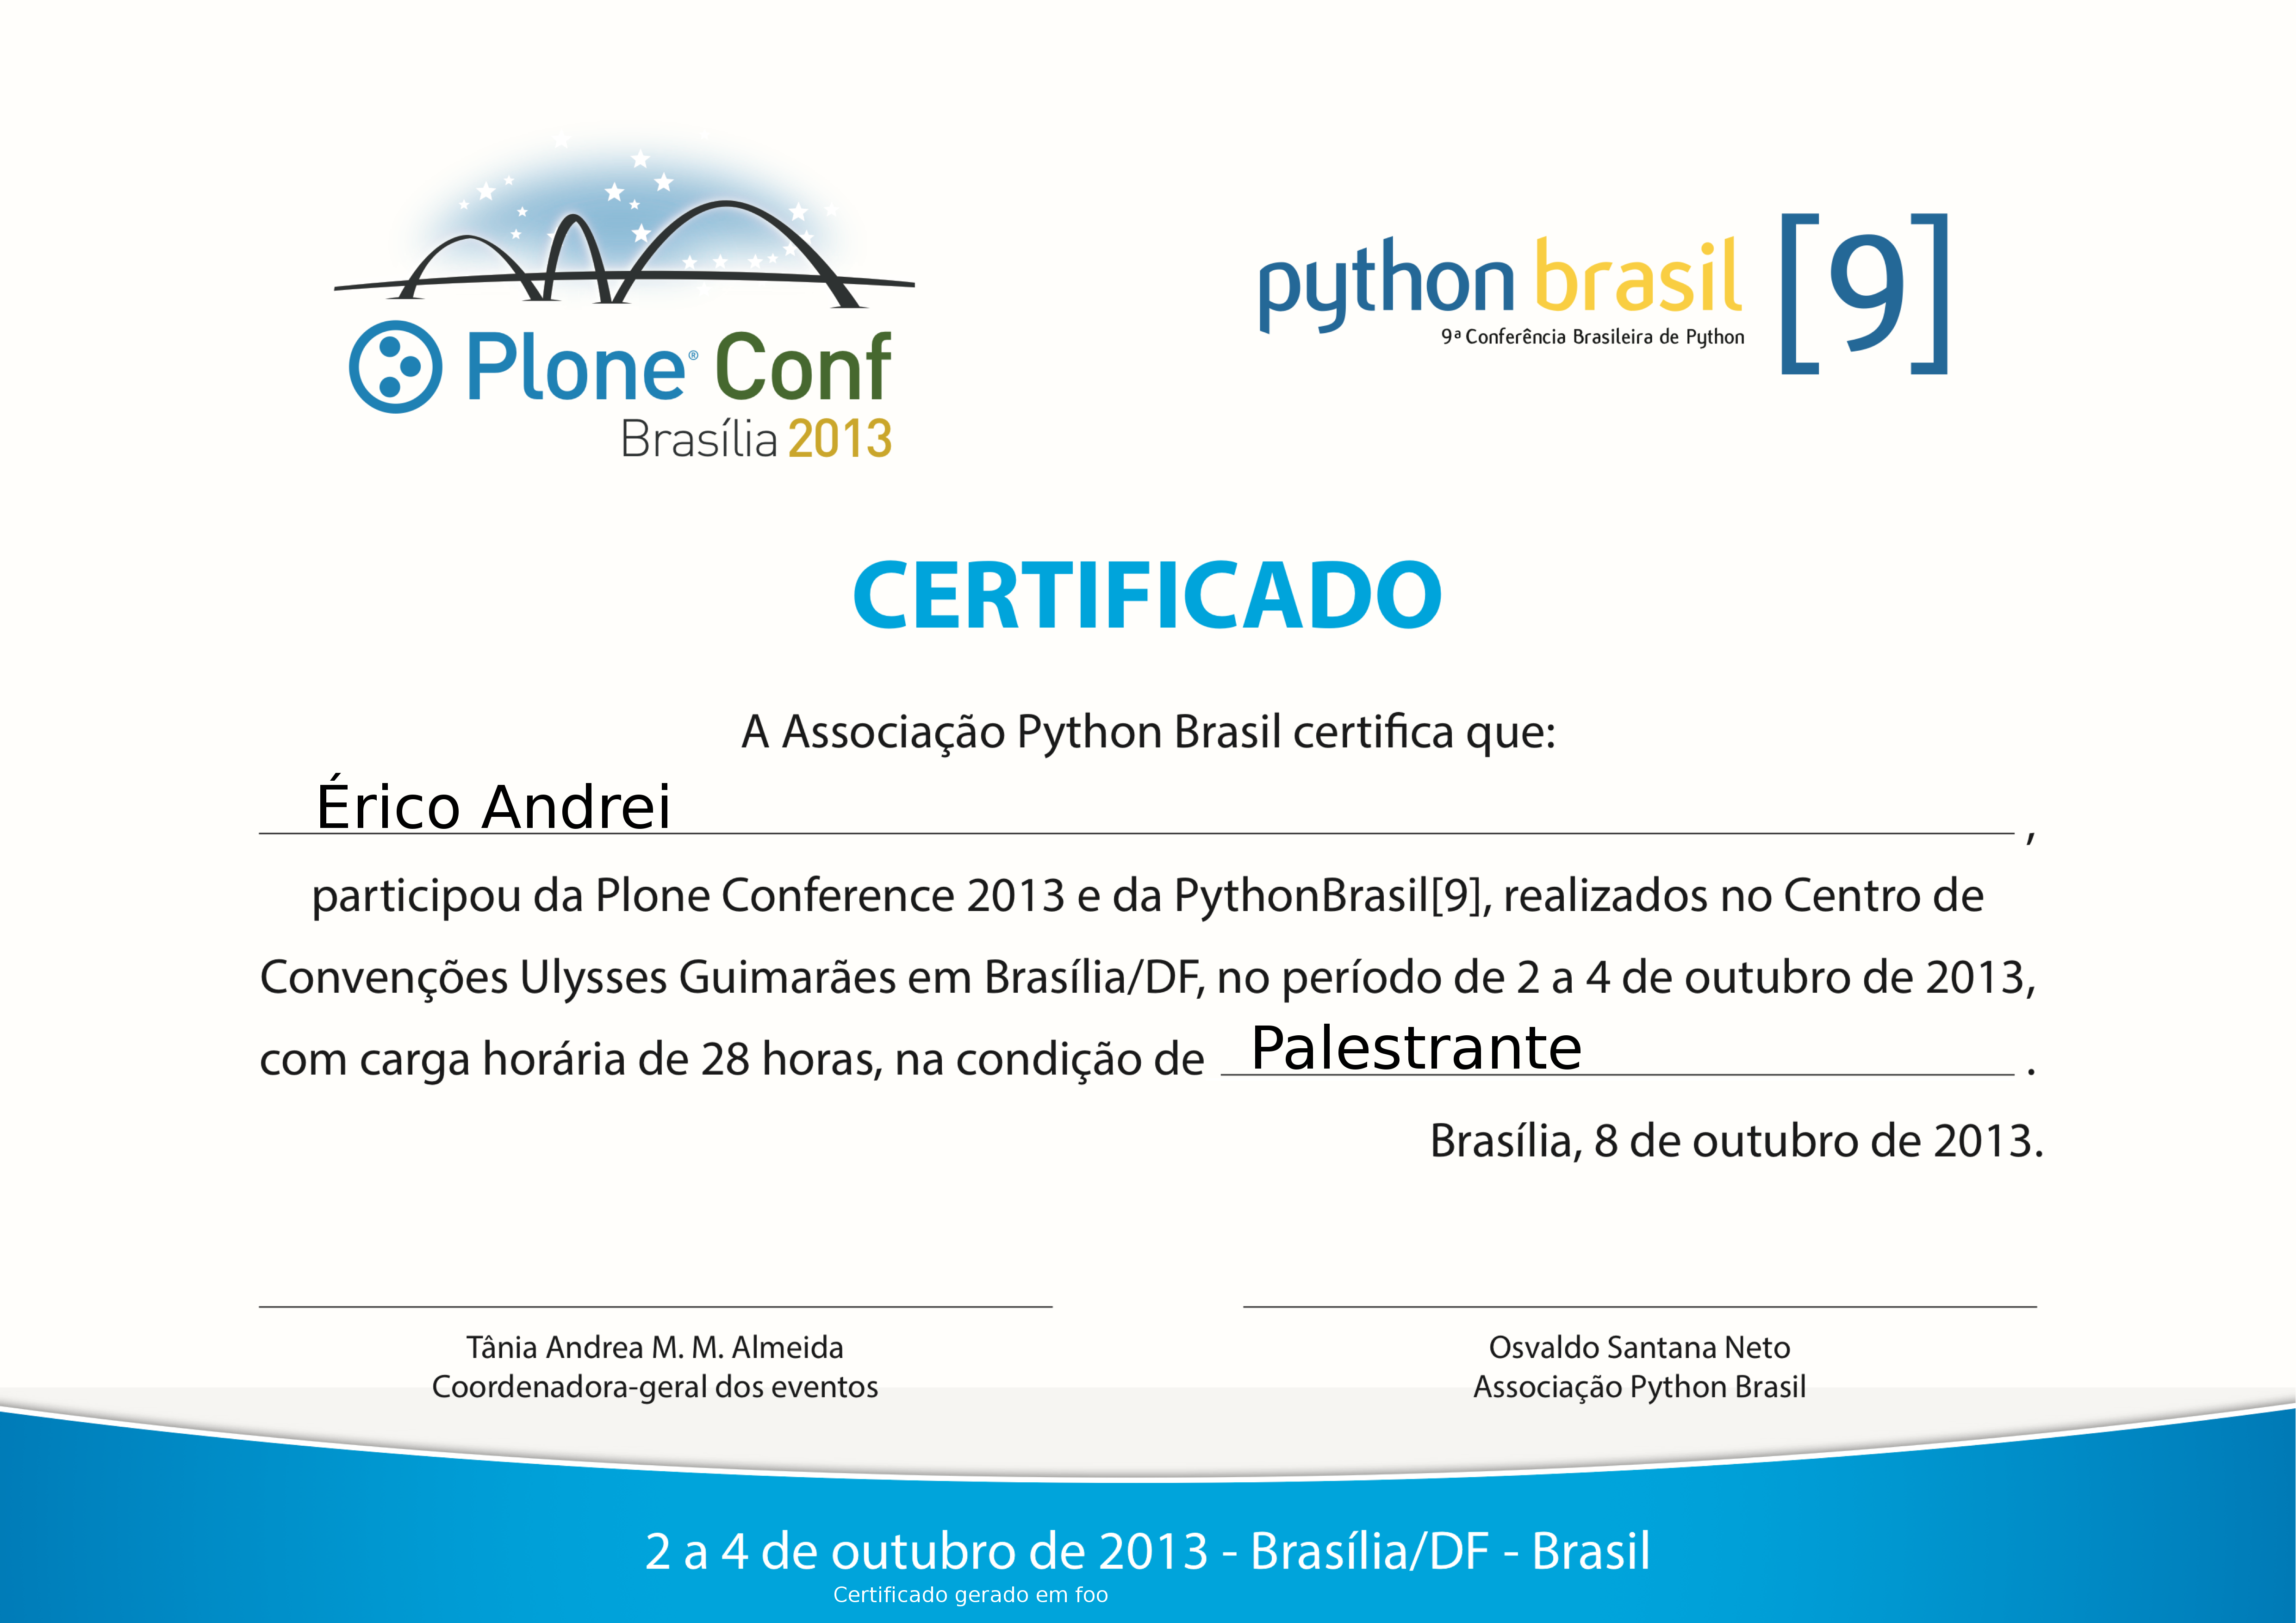 Plone® Conf
Brasília 2013
python brasil [9]
9ª Conferência Brasileira de Python
CERTIFICADO
A Associação Python Brasil certifica que:
Érico Andrei ,
participou da Plone Conference 2013 e da PythonBrasil[9], realizados no Centro de
Convenções Ulysses Guimarães em Brasília/DF, no período de 2 a 4 de outubro de 2013,
com carga horária de 28 horas, na condição de Palestrante .
Brasília, 8 de outubro de 2013.
Tânia Andrea M. M. Almeida
Coordenadora-geral dos eventos
Osvaldo Santana Neto
Associação Python Brasil
2 a 4 de outubro de 2013 - Brasília/DF - Brasil
Certificado gerado em foo